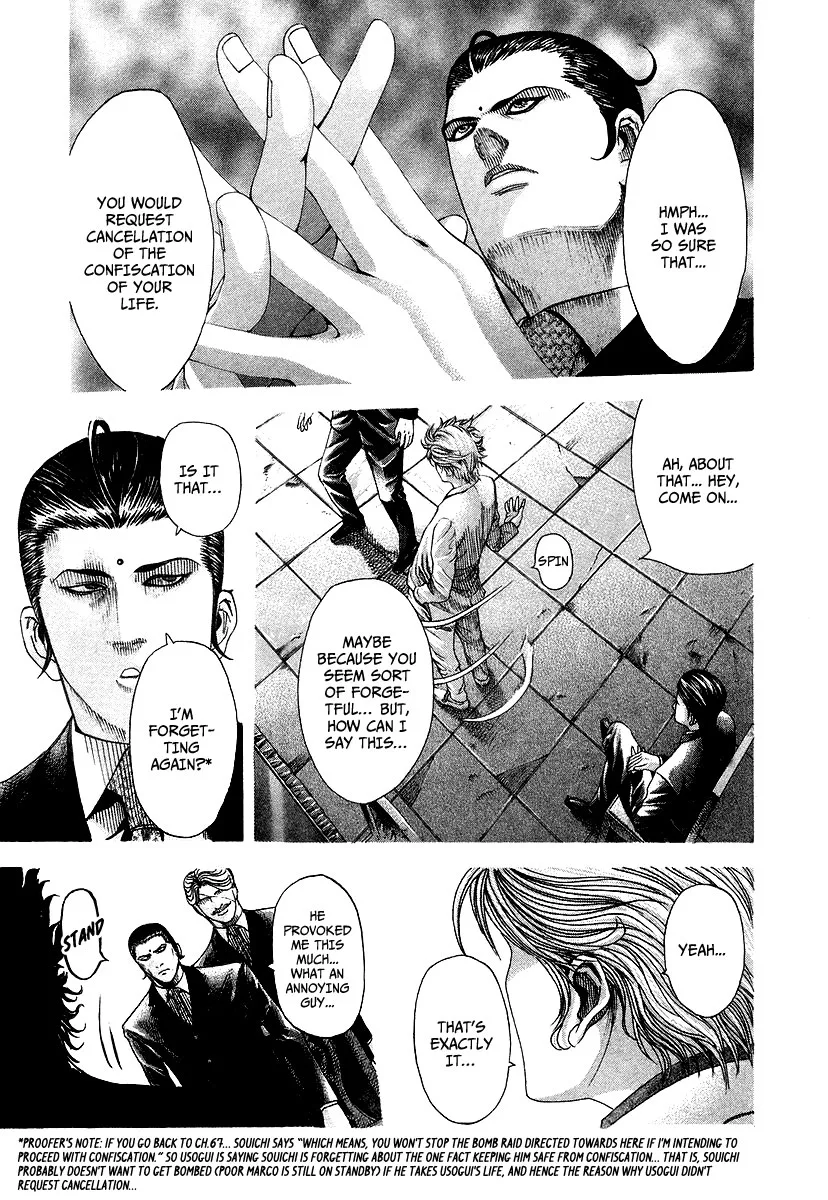 HMPH...
I WAS
SO SURE
THAT...
YOU WOULD
REQUEST
CANCELLATION
OF THE
CONFISCATION
OF YOUR
LIFE.
AH, ABOUT
THAT... HEY,
COME ON...
SPIN
MAYBE
BECAUSE YOU
SEEM SORT
OF FORGE-
TFUL... BUT,
HOW CAN I
SAY THIS...
IS IT
THAT...
I'M
FORGET-
TING
AGAIN?*
YEAH...
THAT'S
EXACTLY
IT...
HE
PROVOKED
ME THIS
MUCH...
WHAT AN
ANNOYING
GUY...
STAND
*PROOFER'S NOTE: IF YOU GO BACK TO CH.67... SOUICHI SAYS "WHICH MEANS, YOU WON'T STOP THE BOMB RAID DIRECTED TOWARDS HERE IF I'M INTENDING TO
PROCEED WITH CONFISCATION." SO USOGUI IS SAYING SOUICHI IS FORGETTING ABOUT THE ONE FACT KEEPING HIM SAFE FROM CONFISCATION... THAT IS, SOUICHI
PROBABLY DOESN'T WANT TO GET BOMBED (POOR MARCO IS STILL ON STANDBY) IF HE TAKES USOGUI'S LIFE, AND HENCE THE REASON WHY USOGUI DIDN'T
REQUEST CANCELLATION...